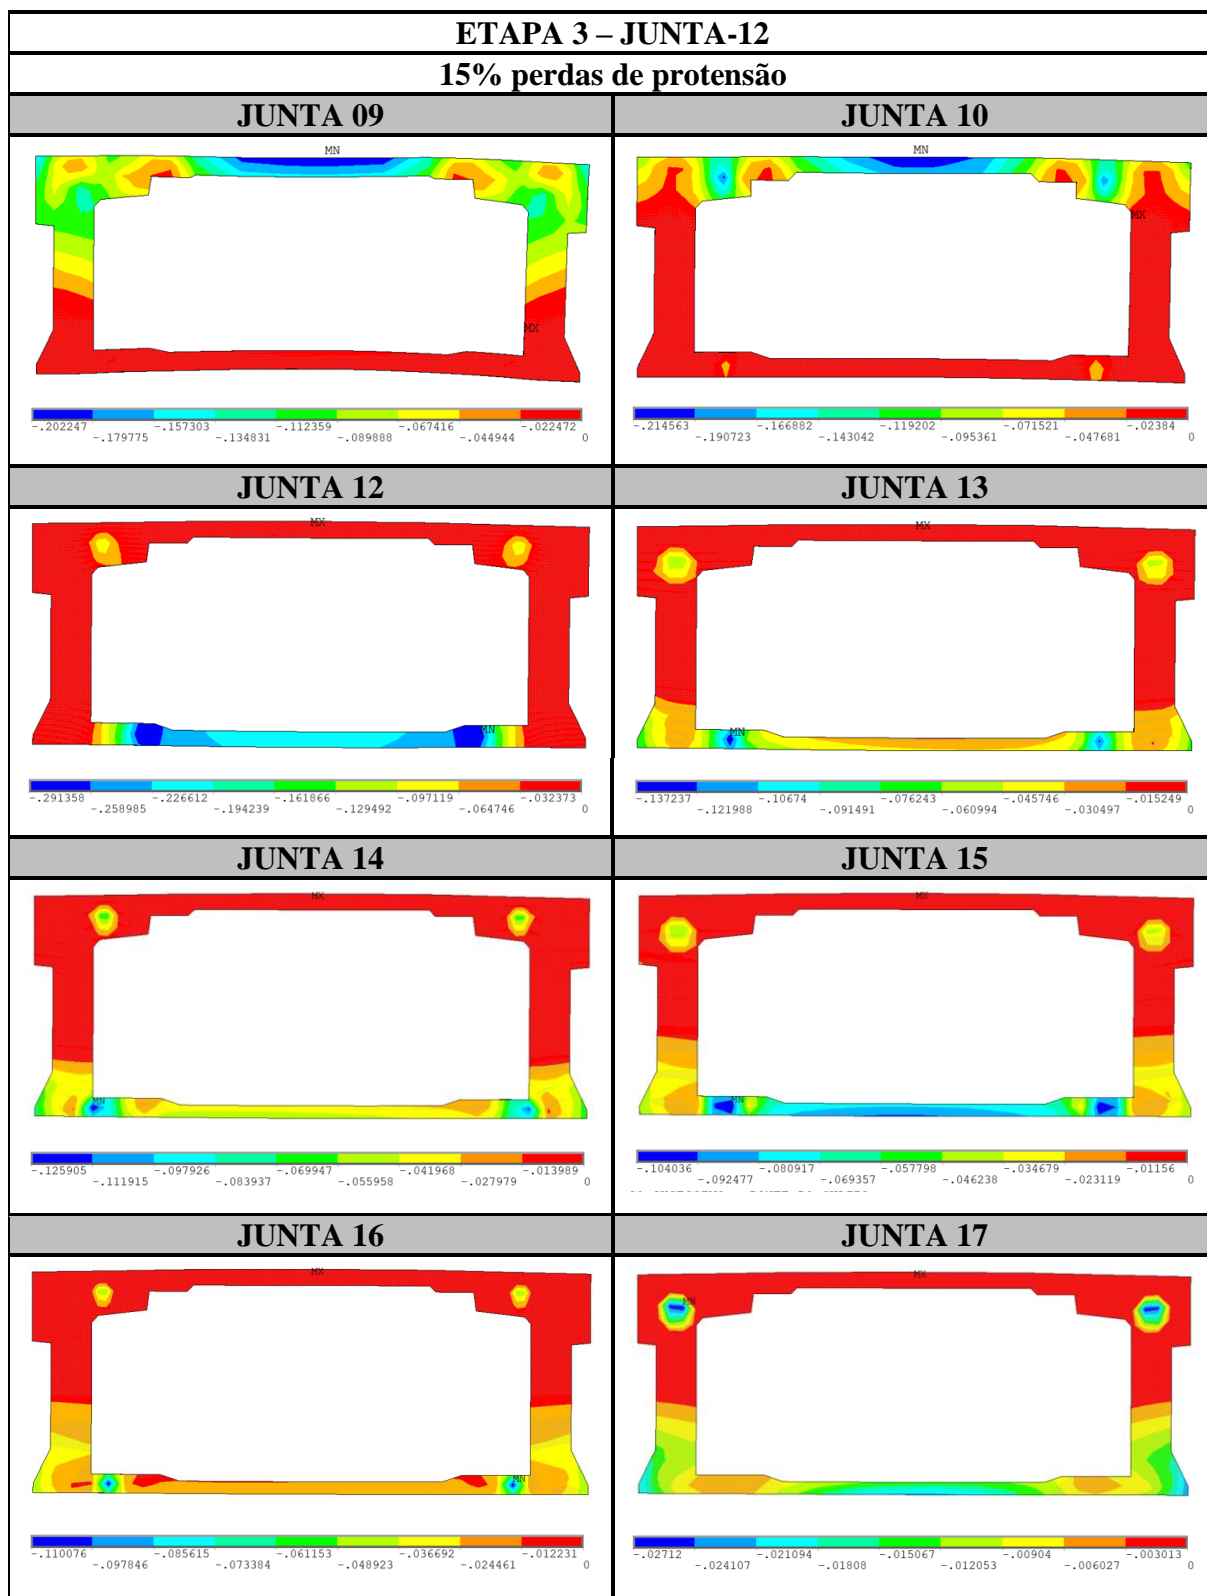 ETAPA 3 – JUNTA-12
15% perdas de protensão
JUNTA 09
JUNTA 10
MN
MX
-.202247 -.157303 -.112359 -.067416 -.022472
-.179775 -.134831 -.089888 -.044944 0
MN
MX
-.214563 -.166882 -.119202 -.071521 -.02384
-.190723 -.143042 -.095361 -.047681 0
JUNTA 12
JUNTA 13
MX
MN
-.291358 -.226612 -.161866 -.097119 -.032373
-.258985 -.194239 -.129492 -.064746 0
MX
MN
-.137237 -.10674 -.076243 -.045746 -.015249
-.121988 -.091491 -.060994 -.030497 0
JUNTA 14
JUNTA 15
MX
MN
-.125905 -.097926 -.069947 -.041968 -.013989
-.111915 -.083937 -.055958 -.027979 0
MX
MN
-.104036 -.080917 -.057798 -.034679 -.01156
-.092477 -.069357 -.046238 -.023119 0
JUNTA 16
JUNTA 17
MX
MN
-.110076 -.085615 -.061153 -.036692 -.012231
-.097846 -.073384 -.048923 -.024461 0
MX
MN
-.02712 -.021094 -.015067 -.00904 -.003013
-.024107 -.01808 -.012053 -.006027 0